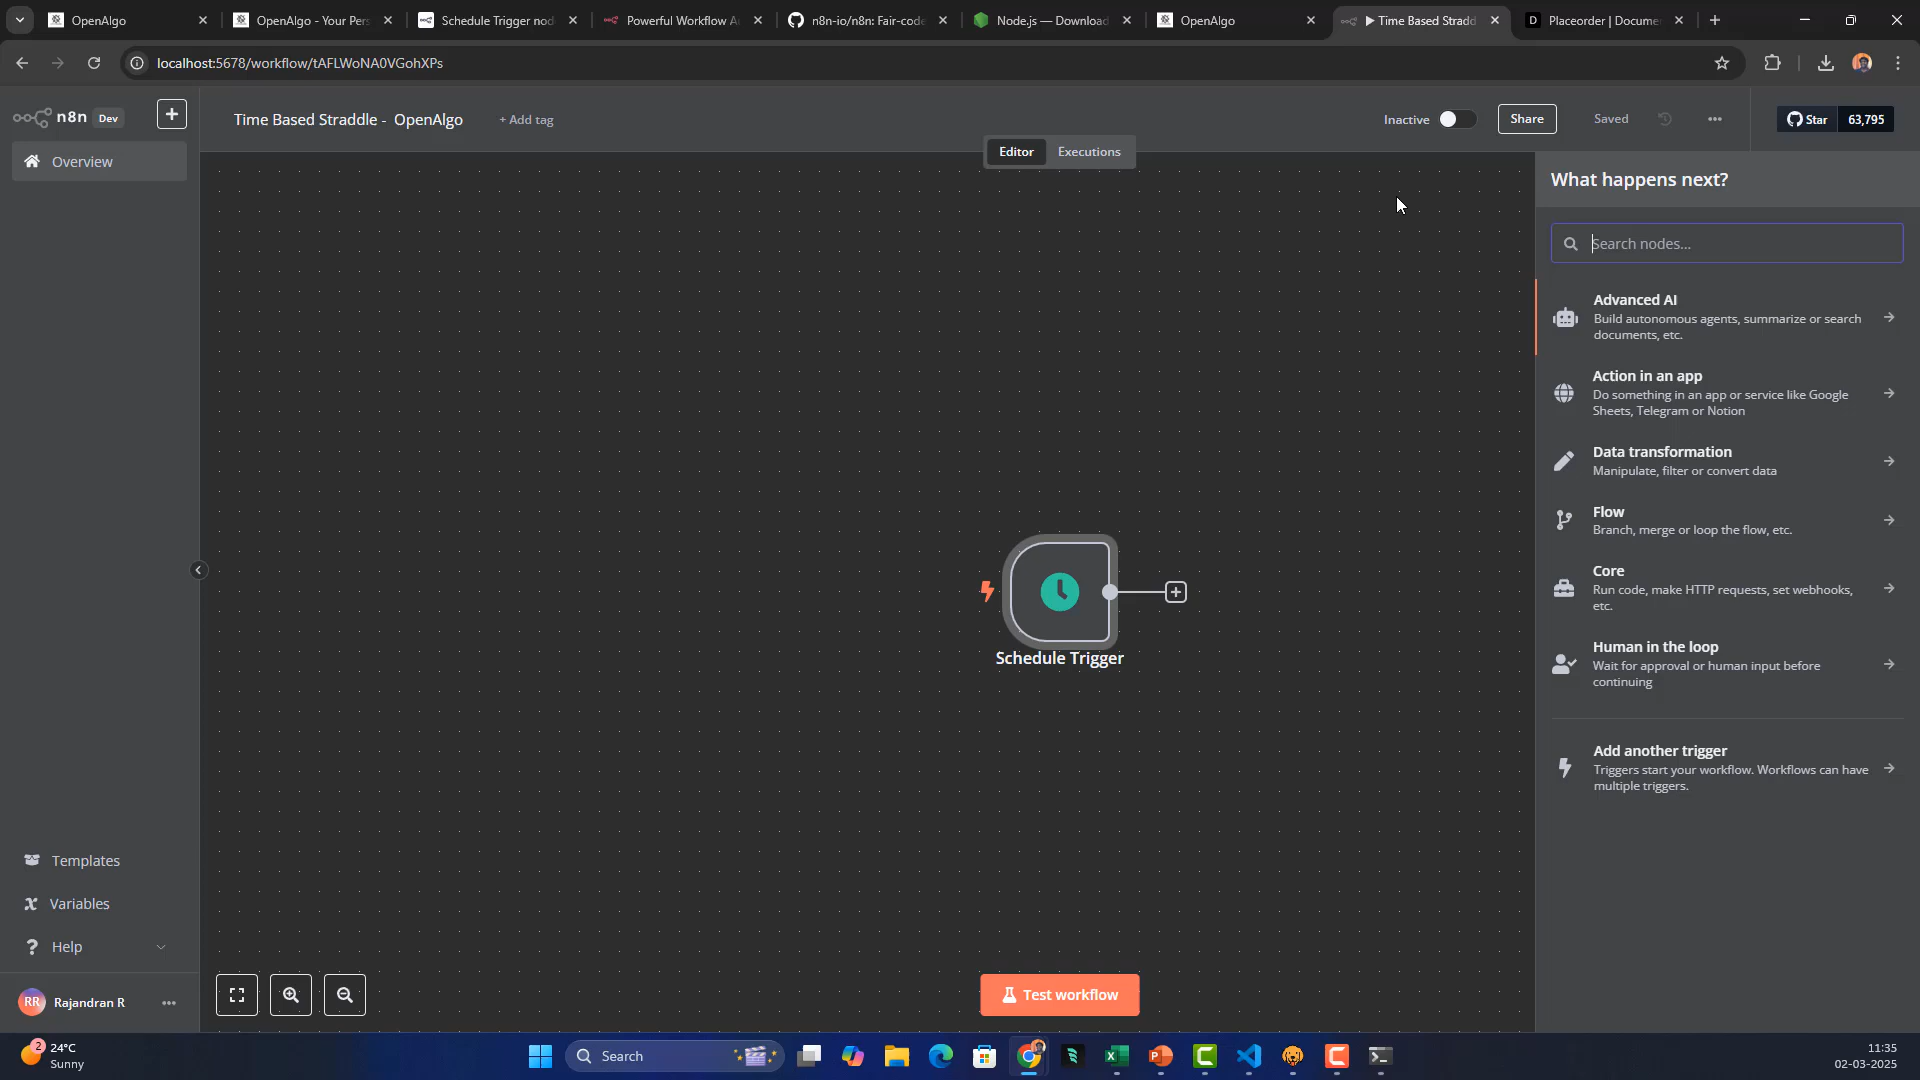 OpenAlgo
OpenAlgo - Your Pers
Schedule Trigger nod
Powerful Workflow Au
n8n-io/n8n: Fair-code
Node.js — Download
OpenAlgo
▶ Time Based Stradd
D
Placeorder | Docume
localhost:5678/workflow/tAFLWoNA0VGohXPs
n8n
Dev
+
Time Based Straddle - OpenAlgo
+ Add tag
Inactive
Share
Saved
Star
63,795
Overview
Editor
Executions
What happens next?
Search nodes...
Advanced AI
Build autonomous agents, summarize or search
documents, etc.
Action in an app
Do something in an app or service like Google
Sheets, Telegram or Notion
Data transformation
Manipulate, filter or convert data
Flow
Branch, merge or loop the flow, etc.
Core
Run code, make HTTP requests, set webhooks,
etc.
Human in the loop
Wait for approval or human input before
continuing
Add another trigger
Triggers start your workflow. Workflows can have
multiple triggers.
Schedule Trigger
Templates
Variables
Help
RR
Rajandran R
Test workflow
2
24°C
Sunny
Search
11:35
02-03-2025